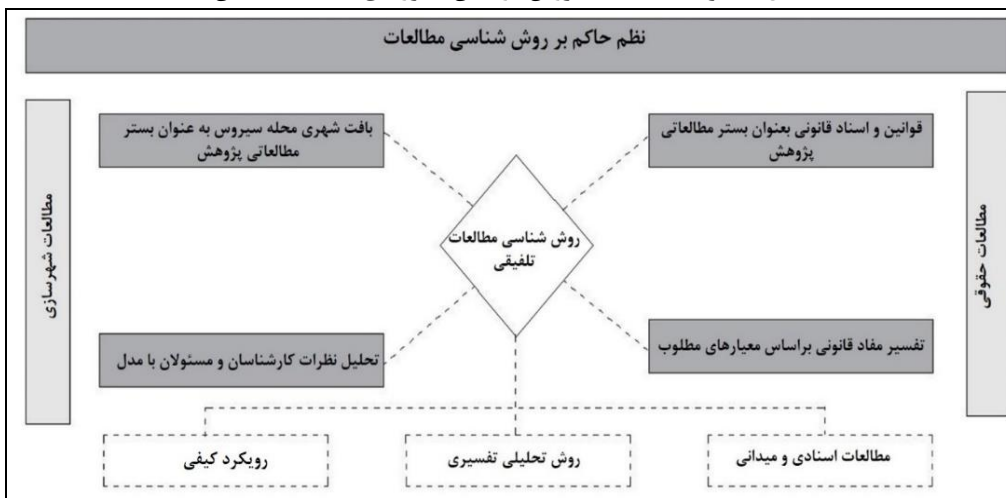 نظم حاکم بر روش شناسی مطالعات
مطالعات حقوقی
قوانین و اسناد قانونی بعنوان بستر مطالعاتی
پژوهش
بافت شهری محله سیروس به عنوان بستر
مطالعاتی پژوهش
مطالعات شهرسازی
روش شناسی مطالعات
تلفیقی
تفسیر مفاد قانونی براساس معیارهای مطلوب
تحلیل نظرات کارشناسان و مسئولان با مدل
مطالعات اسنادی و میدانی
روش تحلیلی تفسیری
رویکرد کیفی